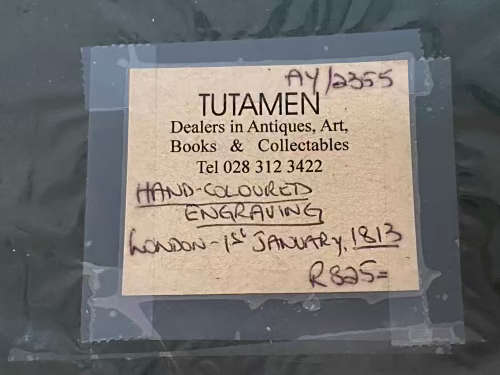 AY/2355
TUTAMEN
Dealers in Antiques, Art,
Books & Collectables
Tel 028 312 3422
HAND-COLOURED
ENGRAVING
LONDON - 1st JANUARY, 1813
R825=